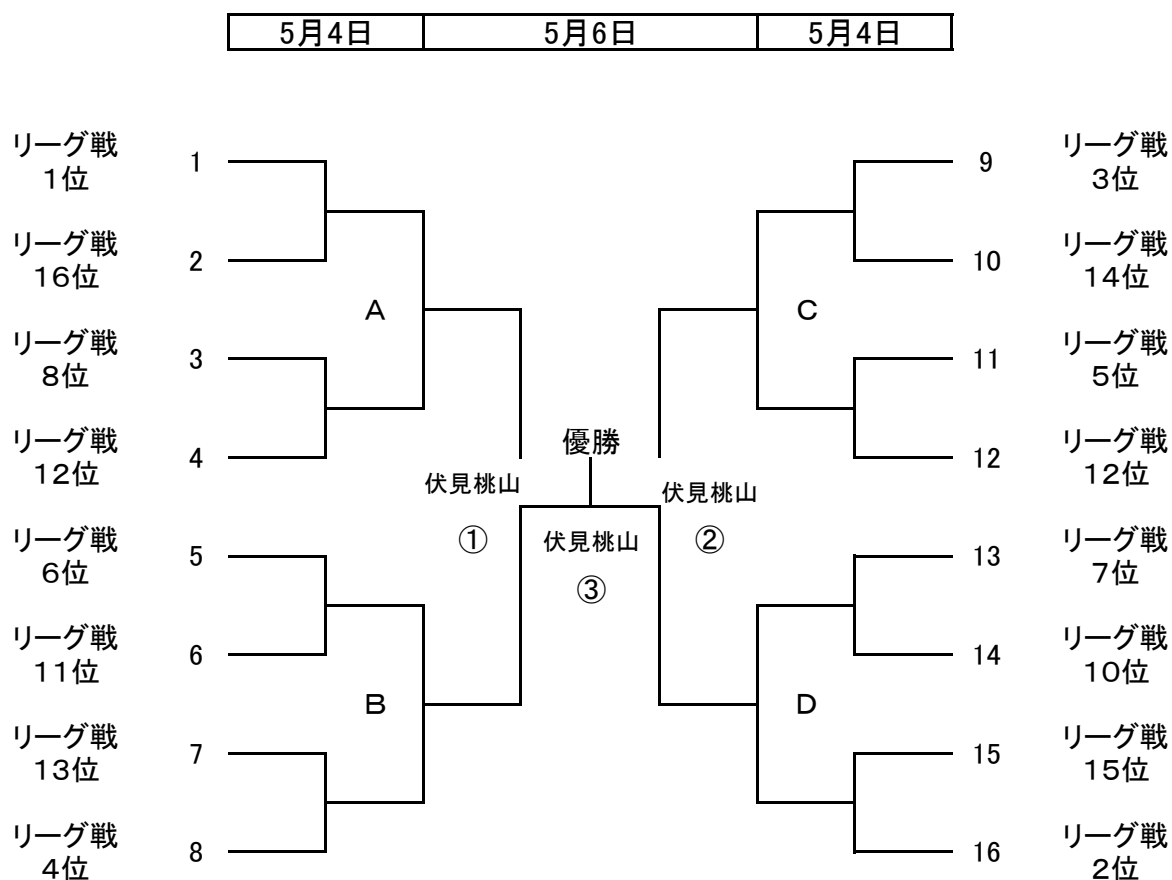 5月4日 5月6日 5月4日
リーグ戦
1位
1
リーグ戦
16位
2
A
リーグ戦
8位
3
リーグ戦
12位
4
リーグ戦
6位
5
リーグ戦
11位
6
B
リーグ戦
13位
7
リーグ戦
4位
8
優勝
伏見桃山
①
伏見桃山
③
伏見桃山
②
9
リーグ戦
3位
10
リーグ戦
14位
C
11
リーグ戦
5位
12
リーグ戦
12位
13
リーグ戦
7位
14
リーグ戦
10位
D
15
リーグ戦
15位
16
リーグ戦
2位